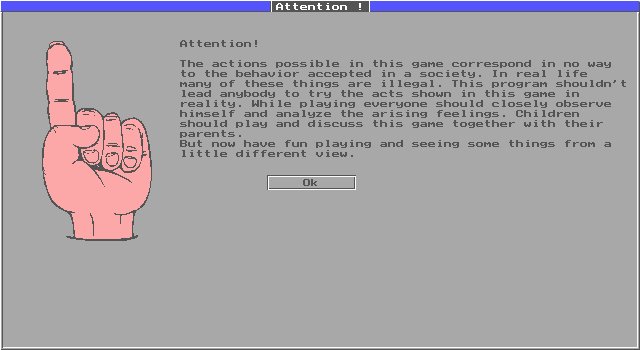 Attention !
Attention!
The actions possible in this game correspond in no way
to the behavior accepted in a society. In real life
many of these things are illegal. This program shouldn't
lead anybody to try the acts shown in this game in
reality. While playing everyone should closely observe
himself and analyze the arising feelings. Children
should play and discuss this game together with their
parents.
But now have fun playing and seeing some things from a
little different view.
Ok